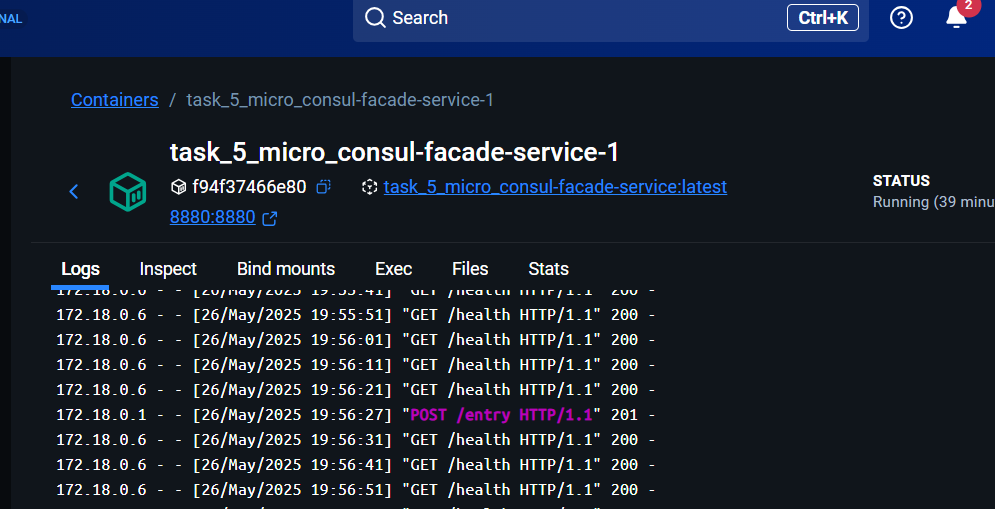 NAL
Search
Ctrl+K
2
Containers / task_5_micro_consul-facade-service-1
task_5_micro_consul-facade-service-1
f94f37466e80 task_5_micro_consul-facade-service:latest
8880:8880
STATUS
Running (39 minu
Logs Inspect Bind mounts Exec Files Stats
172.18.0.6 - - [26/May/2025 19:55:41] "GET /health HTTP/1.1" 200 -
172.18.0.6 - - [26/May/2025 19:55:51] "GET /health HTTP/1.1" 200 -
172.18.0.6 - - [26/May/2025 19:56:01] "GET /health HTTP/1.1" 200 -
172.18.0.6 - - [26/May/2025 19:56:11] "GET /health HTTP/1.1" 200 -
172.18.0.6 - - [26/May/2025 19:56:21] "GET /health HTTP/1.1" 200 -
172.18.0.1 - - [26/May/2025 19:56:27] "POST /entry HTTP/1.1" 201 -
172.18.0.6 - - [26/May/2025 19:56:31] "GET /health HTTP/1.1" 200 -
172.18.0.6 - - [26/May/2025 19:56:41] "GET /health HTTP/1.1" 200 -
172.18.0.6 - - [26/May/2025 19:56:51] "GET /health HTTP/1.1" 200 -